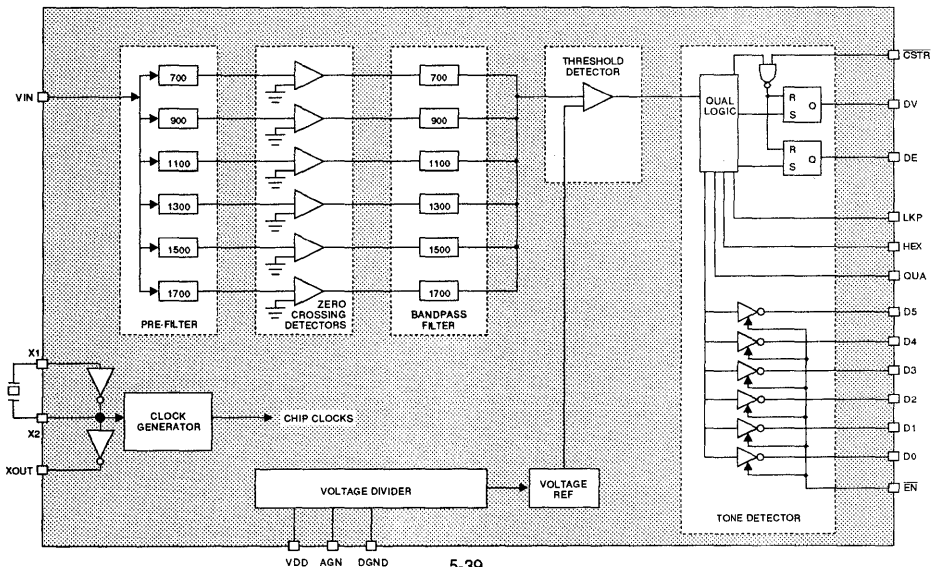 VIN
700
900
1100
1300
1500
1700
PRE-FILTER
ZERO
CROSSING
DETECTORS
700
900
1100
1300
1500
1700
BANDPASS
FILTER
THRESHOLD
DETECTOR
QUAL
LOGIC
R
S
Q
R
S
Q
TONE DETECTOR
CSTR
DV
DE
LKP
HEX
QUA
D5
D4
D3
D2
D1
D0
EN
X1
X2
XOUT
CLOCK
GENERATOR
CHIP CLOCKS
VOLTAGE DIVIDER
VOLTAGE
REF
VDD AGN DGND
5-39